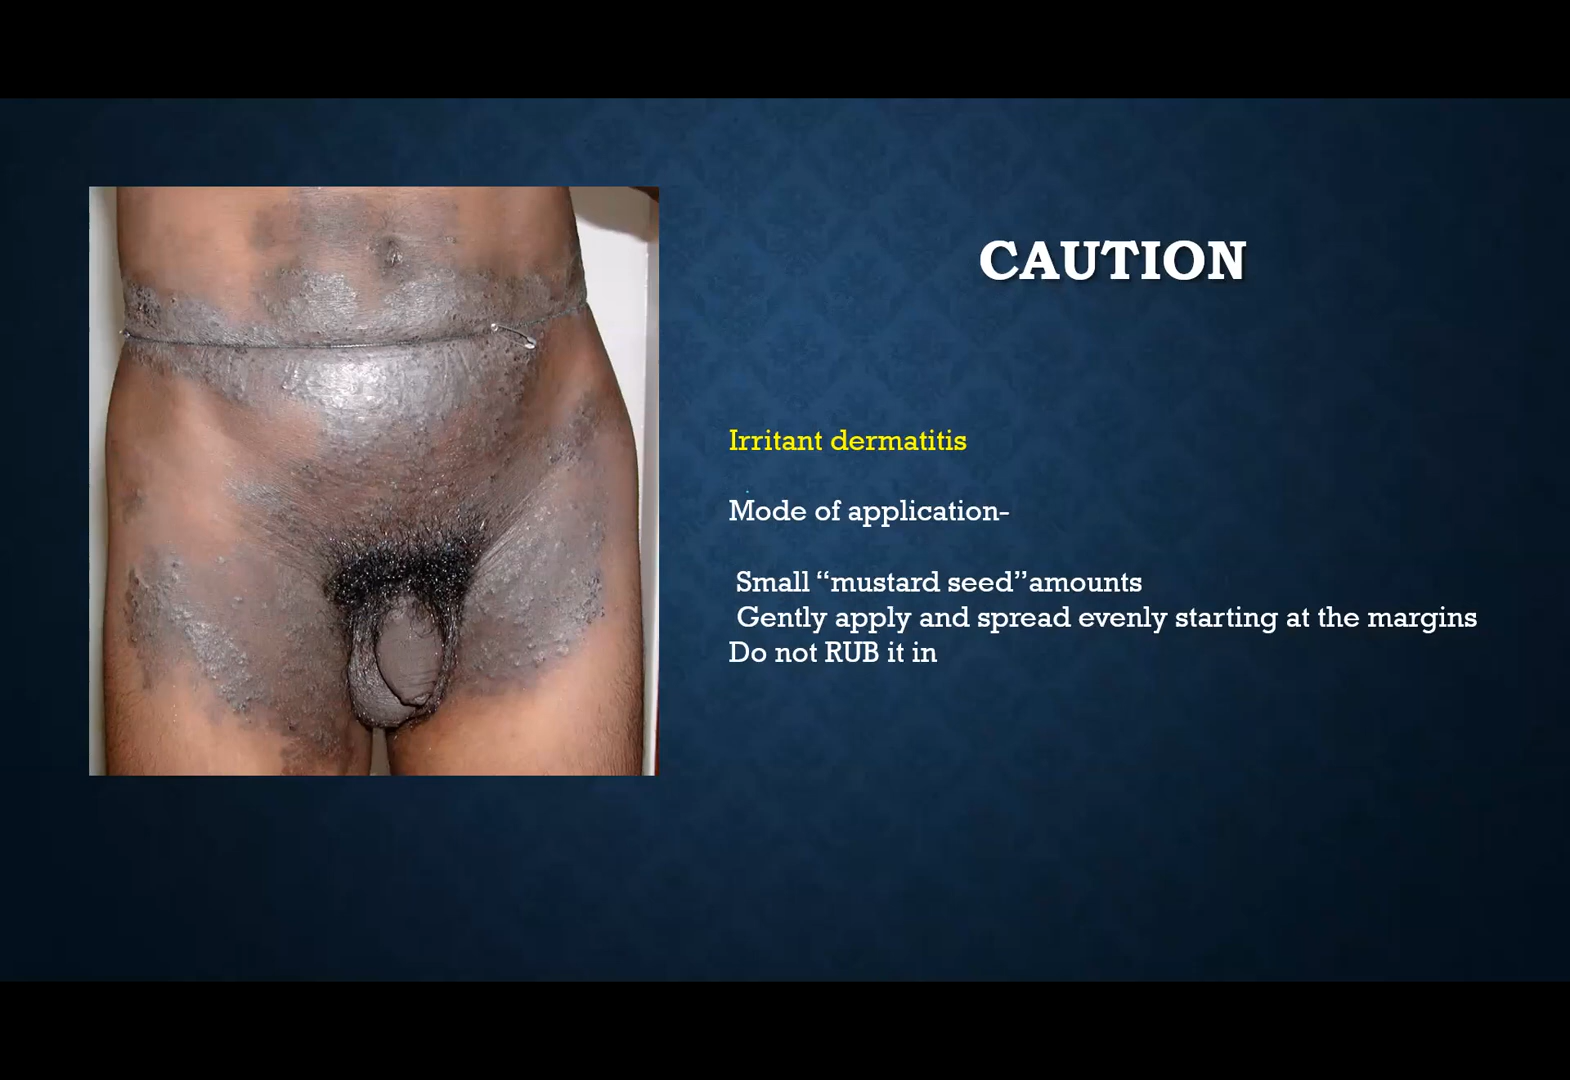 CAUTION
Irritant dermatitis
Mode of application-
Small “mustard seed”amounts
Gently apply and spread evenly starting at the margins
Do not RUB it in